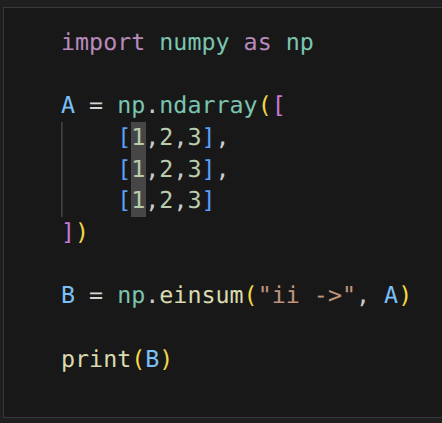 import numpy as np
A = np.ndarray([
[1,2,3],
[1,2,3],
[1,2,3]
])
B = np.einsum("ii ->", A)
print(B)